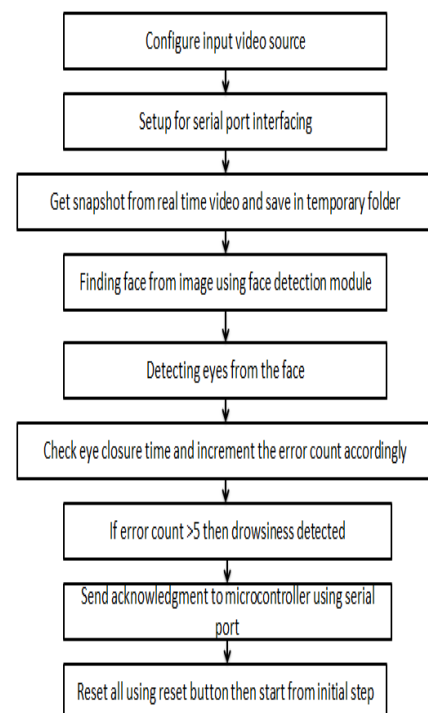 Configure input video source
Setup for serial port interfacing
Get snapshot from real time video and save in temporary folder
Finding face from image using face detection module
Detecting eyes from the face
Check eye closure time and increment the error count accordingly
If error count >5 then drowsiness detected
Send acknowledgment to microcontroller using serial
port
Reset all using reset button then start from initial step